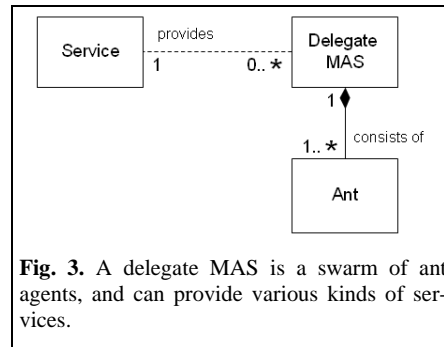 provides
Service
Delegate
MAS
1
0.. *
1
consists of
1.. *
Ant
Fig. 3. A delegate MAS is a swarm of ant
agents, and can provide various kinds of ser-
vices.